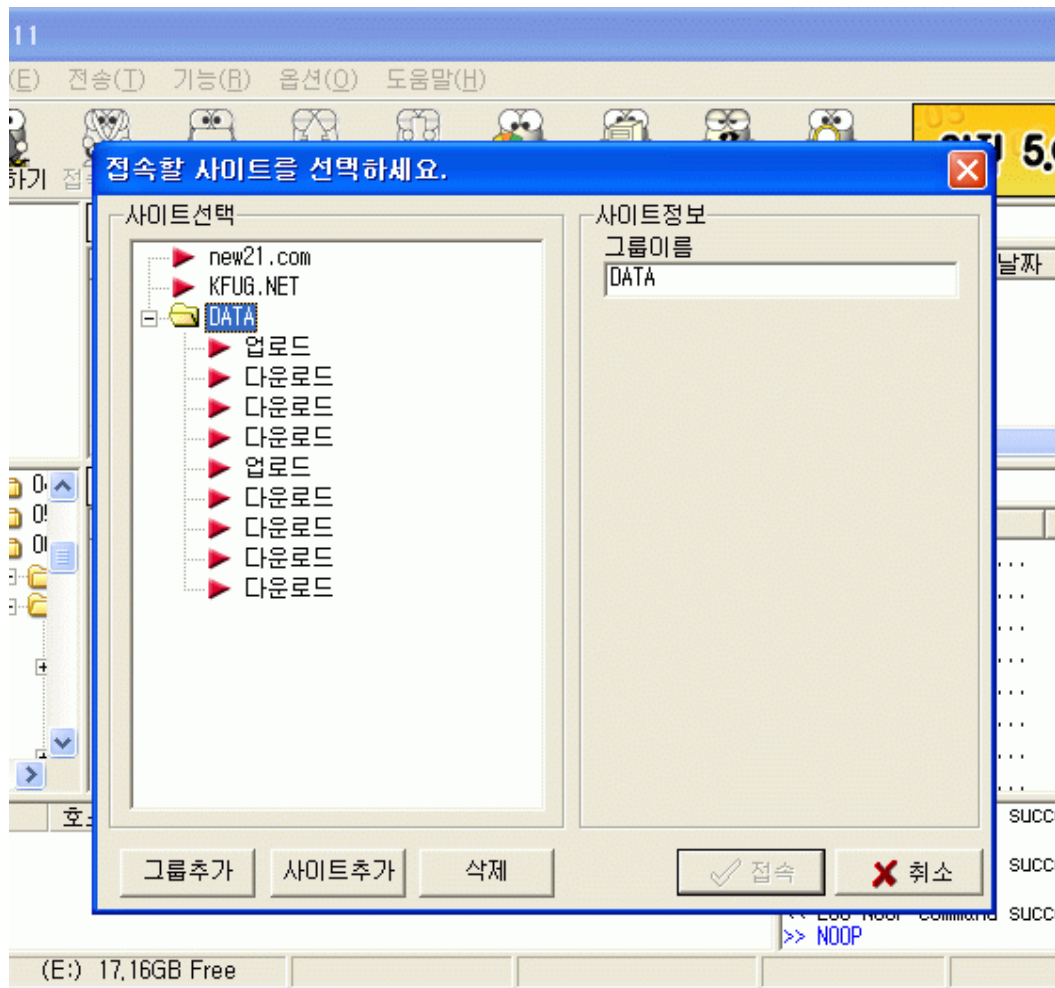 11
(E) 전송(T) 기능(R) 옵션(O) 도움말(H)
하기
접속할 사이트를 선택하세요.
사이트선택
new21.com
KFUG.NET
DATA
업로드
다운로드
다운로드
다운로드
업로드
다운로드
다운로드
다운로드
다운로드
사이트정보
그룹이름
DATA
날짜
그룹추가
사이트추가
삭제
접속
취소
succ
succ
succ
>> NOOP
(E:) 17,16GB Free